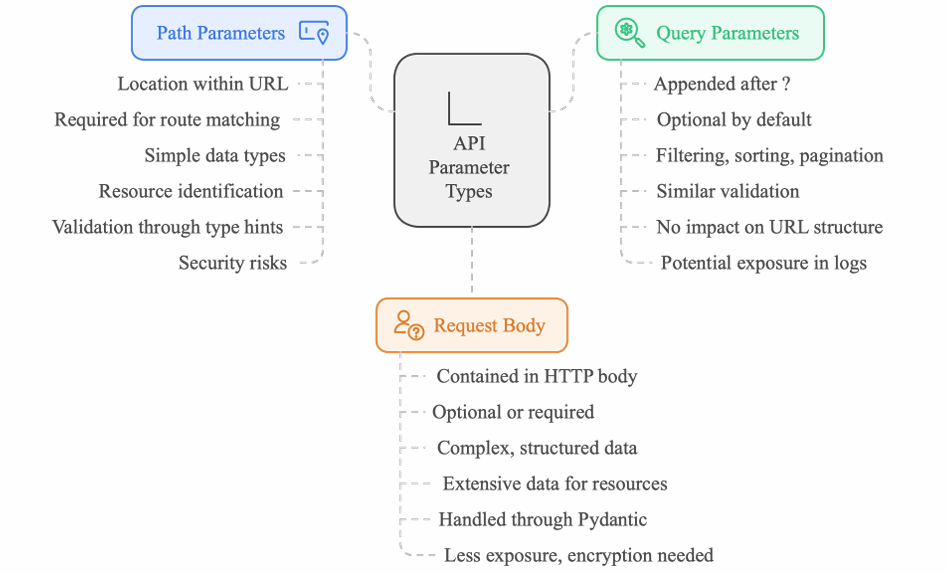 Path Parameters
Location within URL
Required for route matching
Simple data types
Resource identification
Validation through type hints
Security risks
API
Parameter
Types
Query Parameters
Appended after ?
Optional by default
Filtering, sorting, pagination
Similar validation
No impact on URL structure
Potential exposure in logs
Request Body
Contained in HTTP body
Optional or required
Complex, structured data
Extensive data for resources
Handled through Pydantic
Less exposure, encryption needed